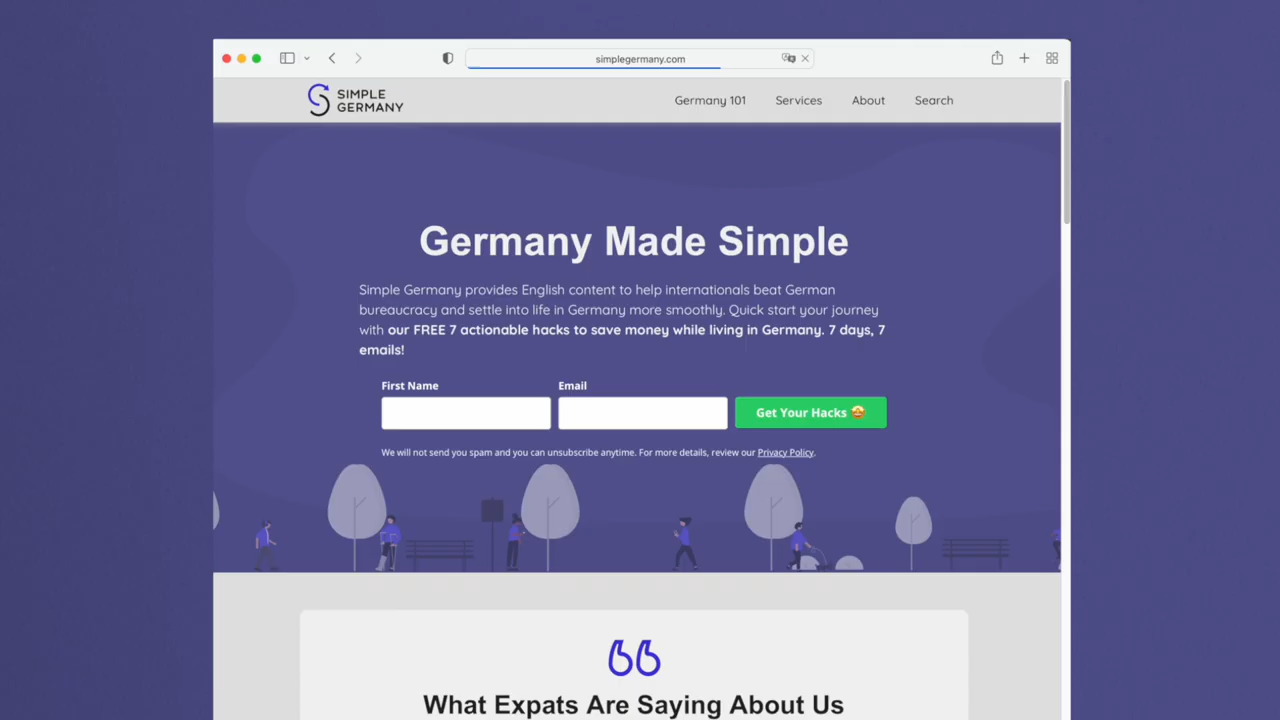 simplegermany.com
SIMPLE
GERMANY
Germany 101 Services About Search
Germany Made Simple
Simple Germany provides English content to help internationals beat German
bureaucracy and settle into life in Germany more smoothly. Quick start your journey
with our FREE 7 actionable hacks to save money while living in Germany. 7 days, 7
emails!
First Name Email
Get Your Hacks 🤩
We will not send you spam and you can unsubscribe anytime. For more details, review our Privacy Policy.
What Expats Are Saying About Us